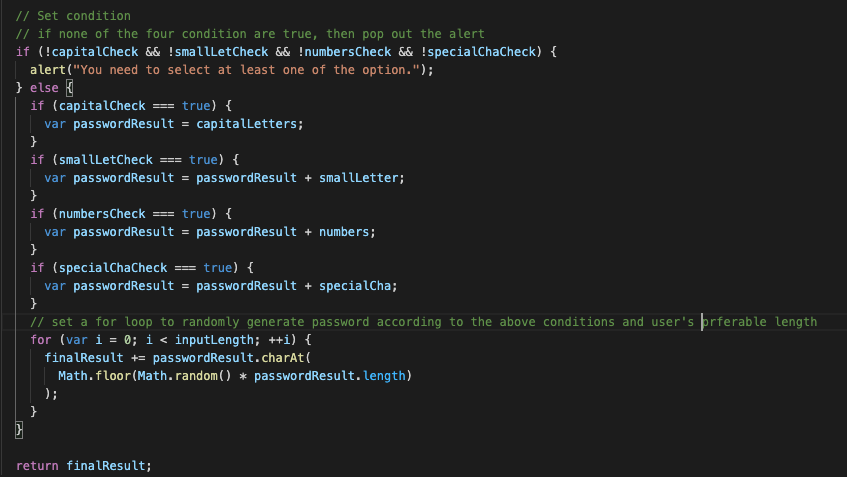 // Set condition
// if none of the four condition are true, then pop out the alert
if (!capitalCheck && !smallLetCheck && !numbersCheck && !specialChaCheck) {
  alert("You need to select at least one of the option.");
} else {
  if (capitalCheck === true) {
    var passwordResult = capitalLetters;
  }
  if (smallLetCheck === true) {
    var passwordResult = passwordResult + smallLetter;
  }
  if (numbersCheck === true) {
    var passwordResult = passwordResult + numbers;
  }
  if (specialChaCheck === true) {
    var passwordResult = passwordResult + specialCha;
  }
  // set a for loop to randomly generate password according to the above conditions and user's prferable length
  for (var i = 0; i < inputLength; ++i) {
    finalResult += passwordResult.charAt(
      Math.floor(Math.random() * passwordResult.length)
    );
  }
}
return finalResult;